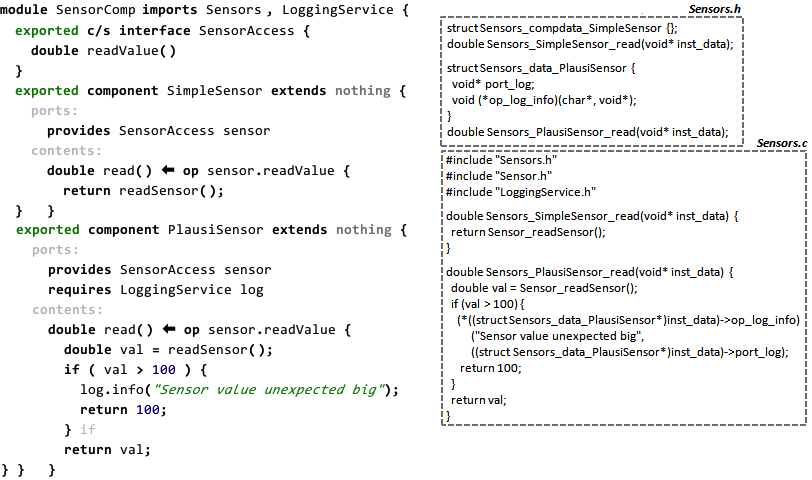 module SensorComp imports Sensors , LoggingService {
exported c/s interface SensorAccess {
double readValue()
}
exported component SimpleSensor extends nothing {
ports:
provides SensorAccess sensor
contents:
double read() ⬅ op sensor.readValue {
return readSensor();
} }
exported component PlausiSensor extends nothing {
ports:
provides SensorAccess sensor
requires LoggingService log
contents:
double read() ⬅ op sensor.readValue {
double val = readSensor();
if ( val > 100 ) {
log.info("Sensor value unexpected big");
return 100;
} if
return val;
} } }
Sensors.h
struct Sensors_compdata_SimpleSensor {};
double Sensors_SimpleSensor_read(void* inst_data);
struct Sensors_data_PlausiSensor {
void* port_log;
void (*op_log_info)(char*, void*);
}
double Sensors_PlausiSensor_read(void* inst_data);
Sensors.c
#include "Sensors.h"
#include "Sensor.h"
#include "LoggingService.h"
double Sensors_SimpleSensor_read(void* inst_data) {
return Sensor_readSensor();
}
double Sensors_PlausiSensor_read(void* inst_data) {
double val = Sensor_readSensor();
if (val > 100) {
(*((struct Sensors_data_PlausiSensor*)inst_data)->op_log_info)
("Sensor value unexpected big",
((struct Sensors_data_PlausiSensor*)inst_data)->port_log);
return 100;
}
return val;
}